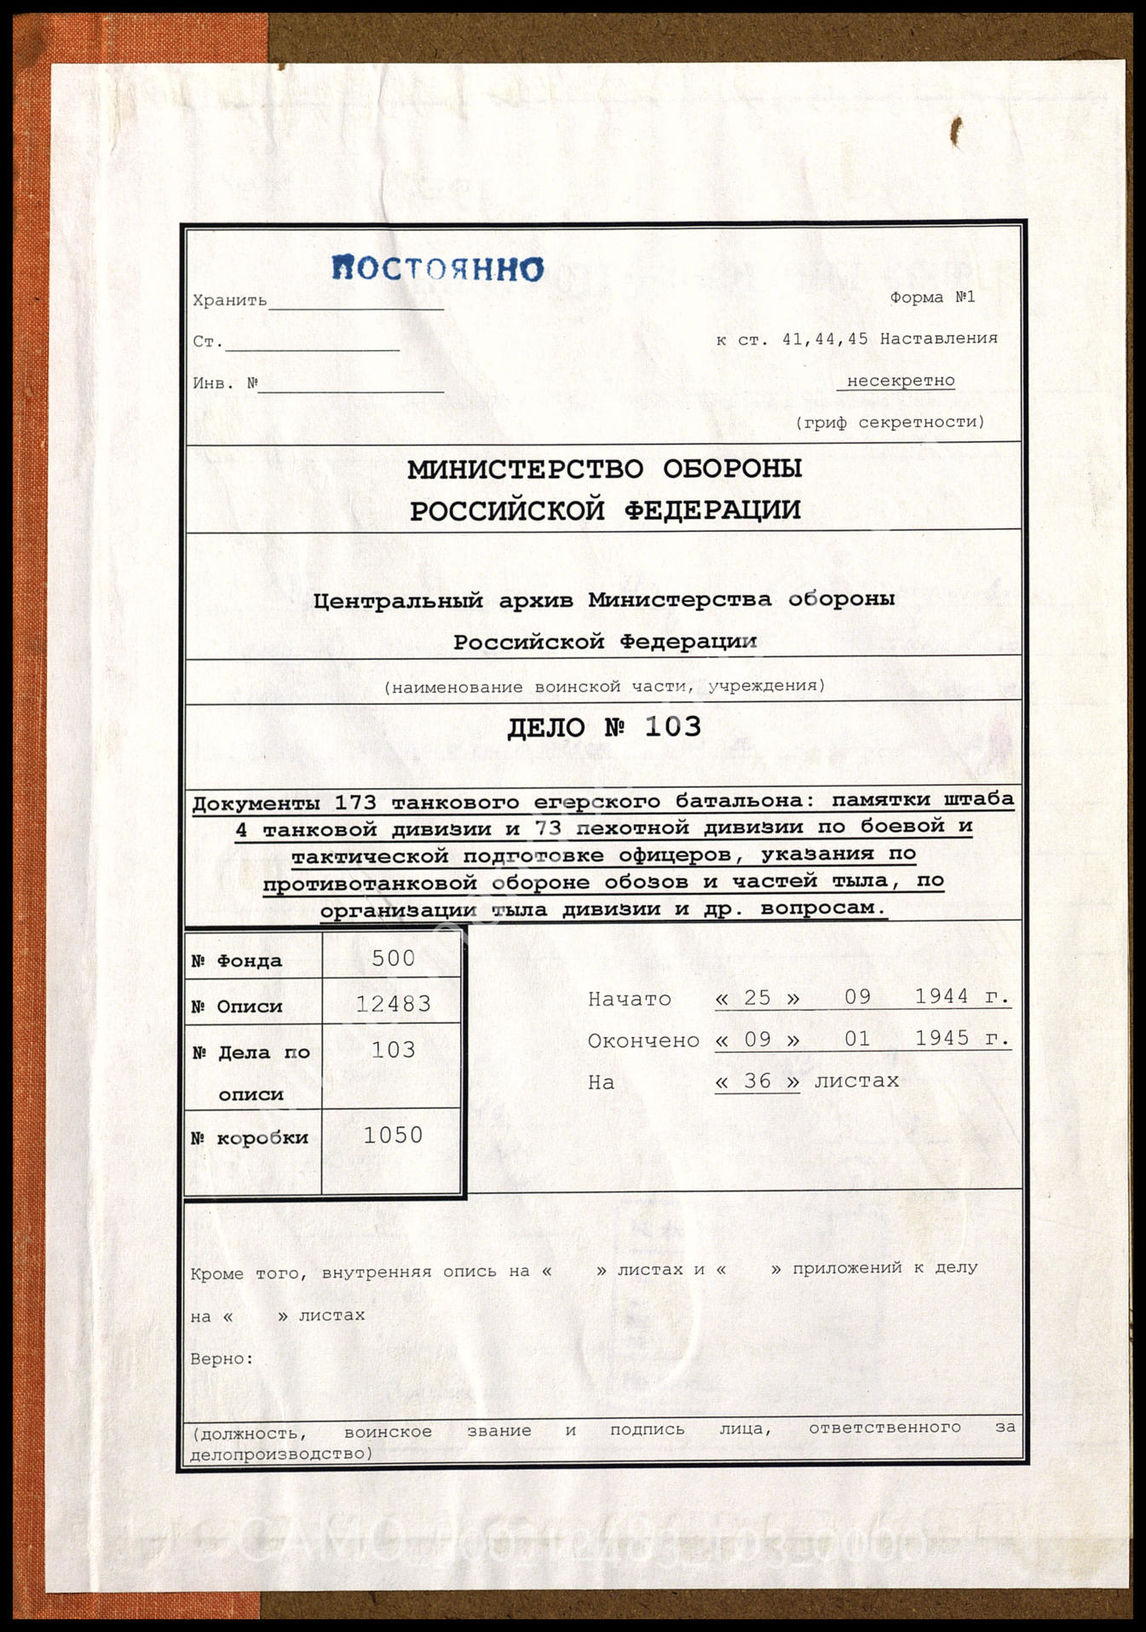 ПОСТОЯННО
Хранить
Форма №1
Ст.
к ст. 41,44,45 Наставления
Инв. №
несекретно
(гриф секретности)
МИНИСТЕРСТВО ОБОРОНЫ
РОССИЙСКОЙ ФЕДЕРАЦИИ
Центральный архив Министерства обороны
Российской Федерации
(наименование воинской части, учреждения)
ДЕЛО № 103
Документы 173 танкового егерского батальона: памятки штаба
4 танковой дивизии и 73 пехотной дивизии по боевой и
тактической подготовке офицеров, указания по
противотанковой обороне обозов и частей тыла, по
организации тыла дивизии и др. вопросам.
№ Фонда 500
№ Описи 12483
№ Дела по 103
описи
№ коробки 1050
Начато « 25 » 09 1944 г.
Окончено « 09 » 01 1945 г.
На « 36 » листах
Кроме того, внутренняя опись на « » листах и « » приложений к делу
на « » листах
Верно:
(должность, воинское звание и подпись лица, ответственного за
делопроизводство)